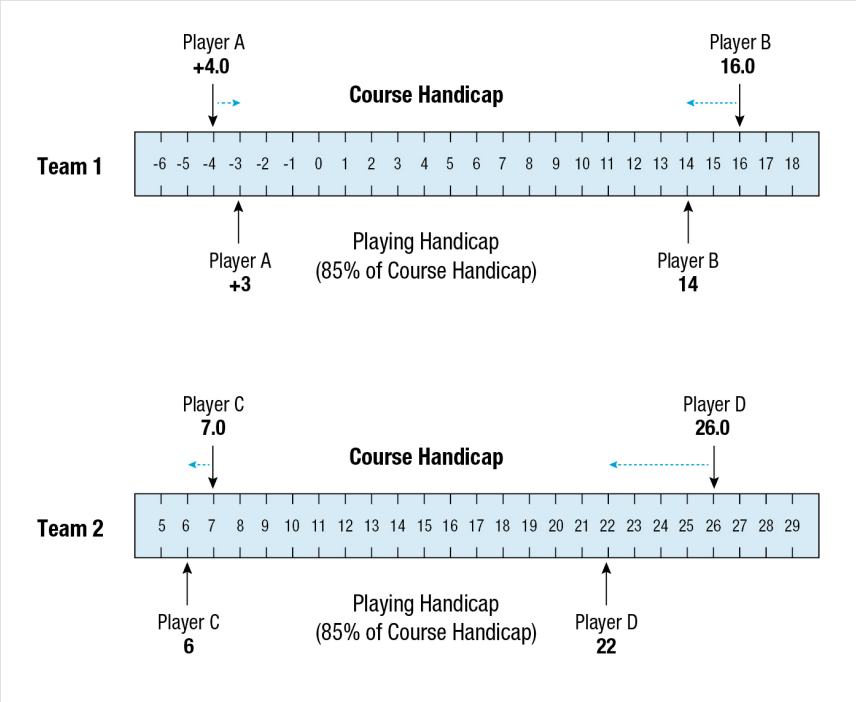 Player A
+4.0
Player B
16.0
Course Handicap
Team 1
-6 -5 -4 -3 -2 -1 0 1 2 3 4 5 6 7 8 9 10 11 12 13 14 15 16 17 18
Player A
+3
Playing Handicap
(85% of Course Handicap)
Player B
14
Player C
7.0
Player D
26.0
Course Handicap
Team 2
5 6 7 8 9 10 11 12 13 14 15 16 17 18 19 20 21 22 23 24 25 26 27 28 29
Player C
6
Playing Handicap
(85% of Course Handicap)
Player D
22